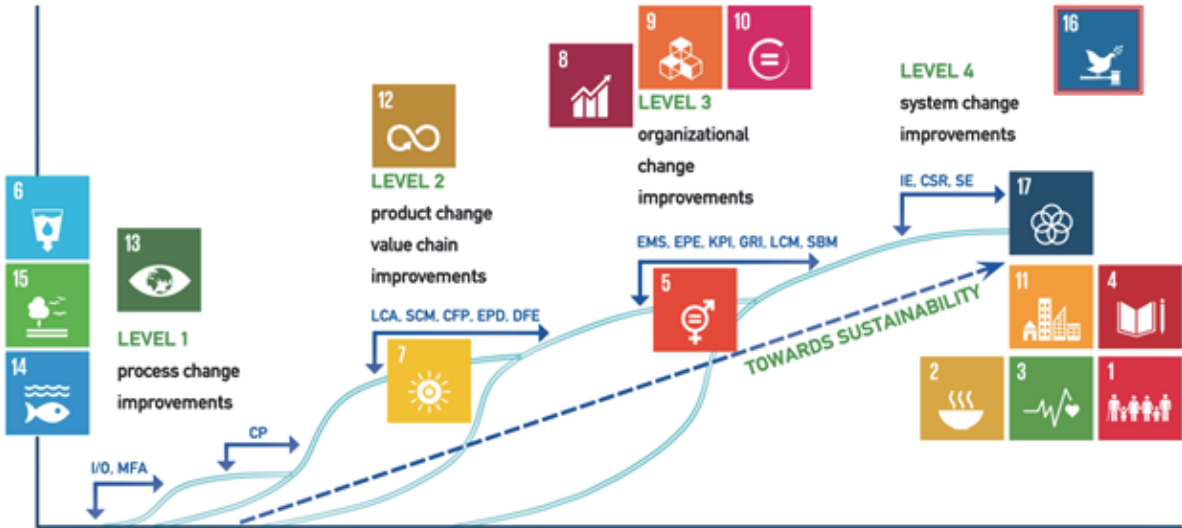 6
15
14
13
LEVEL 1
process change
improvements
I/O, MFA
CP
12
LEVEL 2
product change
value chain
improvements
LCA, SCM, CFP, EPD, DFE
7
8
9
10
LEVEL 3
organizational
change
improvements
EMS, EPE, KPI, GRI, LCM, SBM
5
LEVEL 4
system change
improvements
IE, CSR, SE
16
17
TOWARDS SUSTAINABILITY
11
4
2
3
1